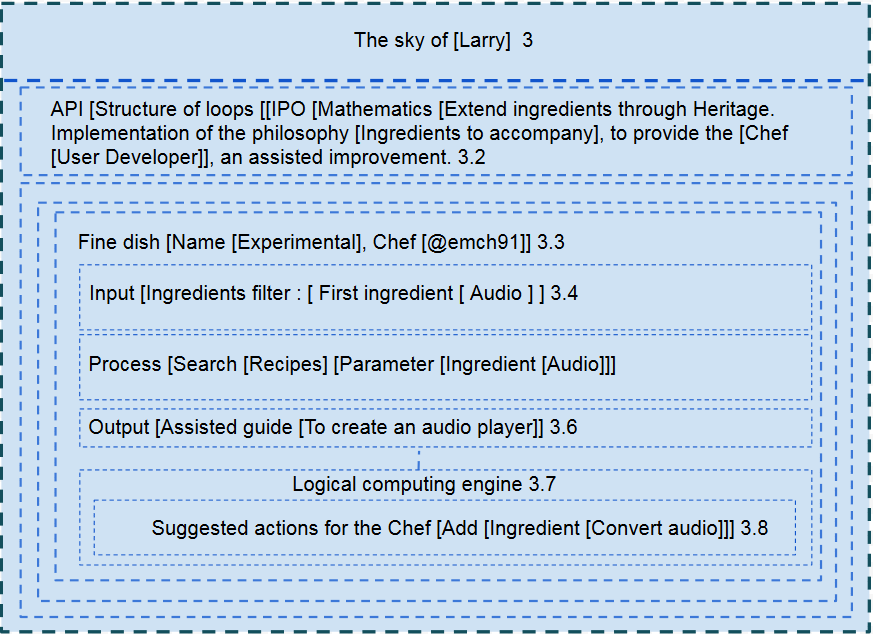 The sky of [Larry]  3
API [Structure of loops [[IPO [Mathematics [Extend ingredients through Heritage.
Implementation of the philosophy [Ingredients to accompany], to provide the [Chef
[User Developer]], an assisted improvement. 3.2
Fine dish [Name [Experimental], Chef [@emch91]] 3.3
Input [Ingredients filter : [ First ingredient [ Audio ] ] 3.4
Process [Search [Recipes] [Parameter [Ingredient [Audio]]]
Output [Assisted guide [To create an audio player]] 3.6
Logical computing engine 3.7
Suggested actions for the Chef [Add [Ingredient [Convert audio]]] 3.8